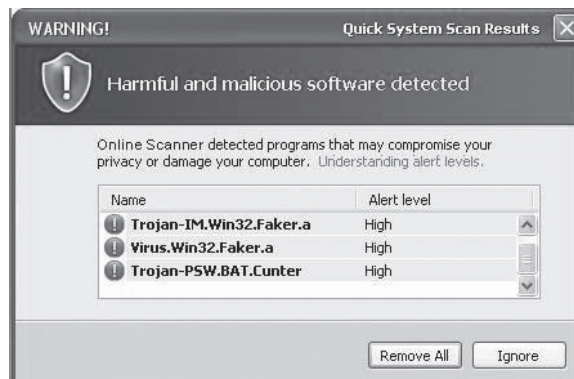 WARNING!
Quick System Scan Results
Harmful and malicious software detected
Online Scanner detected programs that may compromise your
privacy or damage your computer. Understanding alert levels.
Name Alert level
Trojan-IM.Win32.Faker.a High
Virus.Win32.Faker.a High
Trojan-PSW.BAT.Cunter High
Remove All Ignore